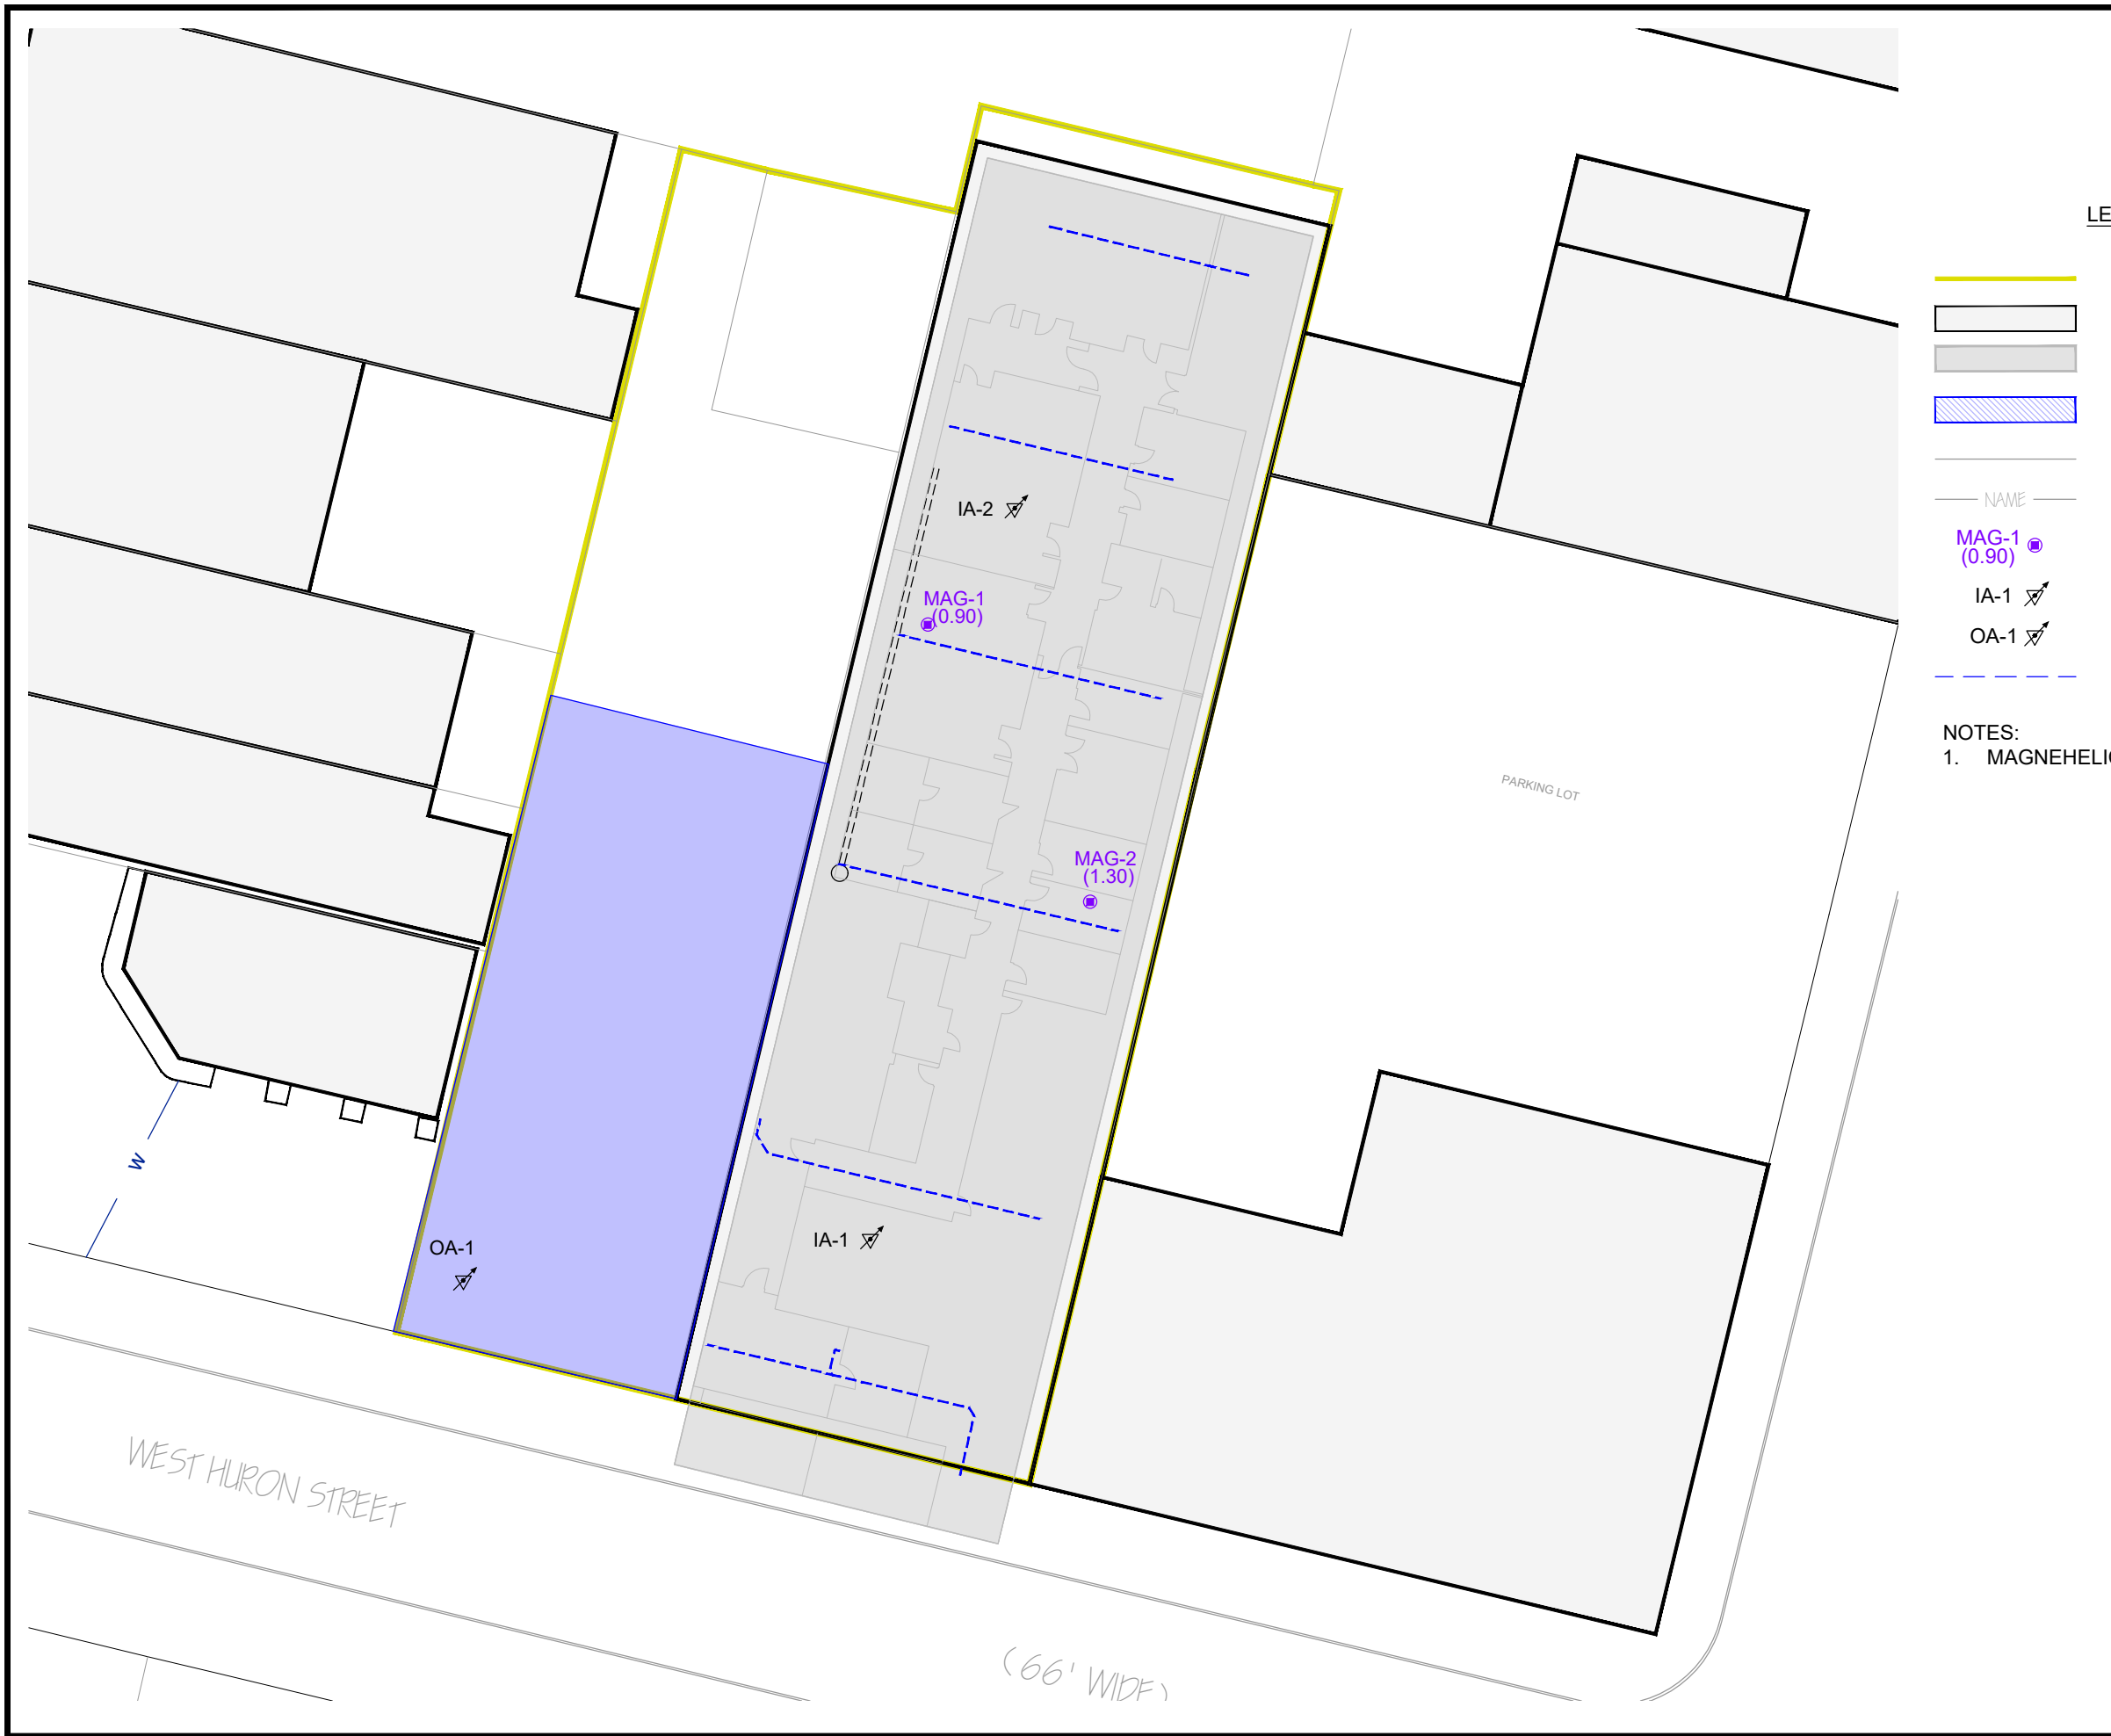 LE
NAME
MAG-1
(0.90)
IA-1
OA-1
NOTES:
1. MAGNEHELI
IA-2
MAG-1
(0.90)
PARKING LOT
MAG-2
(1.30)
W
OA-1
IA-1
WEST HURON STREET
(66' WIDE)